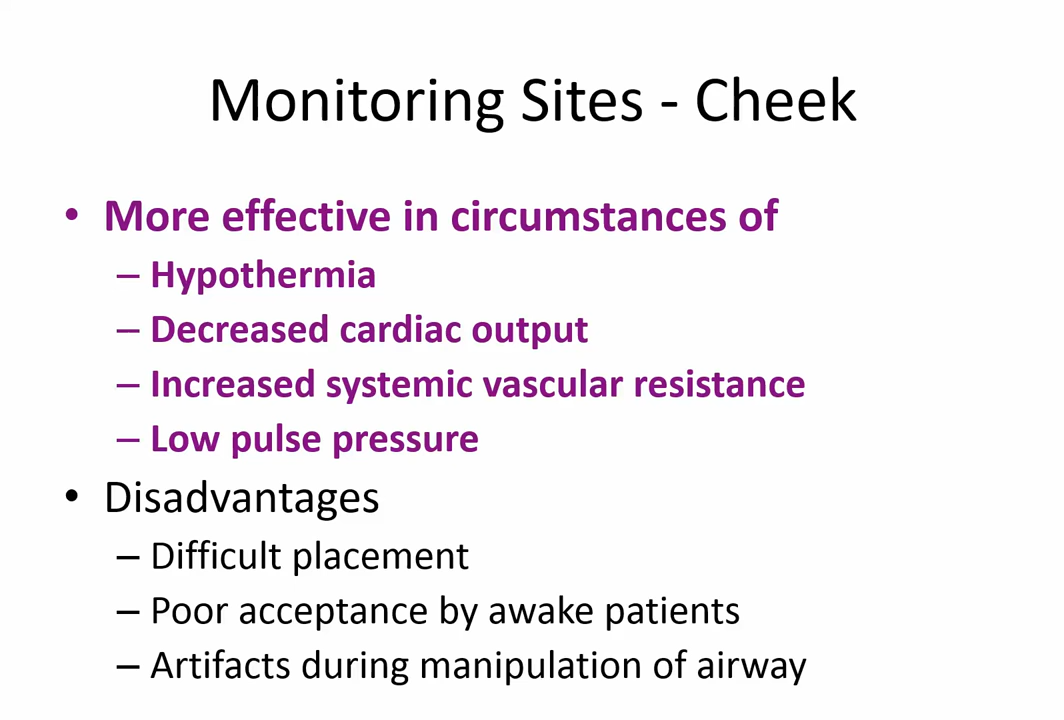 Monitoring Sites - Cheek
• More effective in circumstances of
– Hypothermia
– Decreased cardiac output
– Increased systemic vascular resistance
– Low pulse pressure
• Disadvantages
– Difficult placement
– Poor acceptance by awake patients
– Artifacts during manipulation of airway